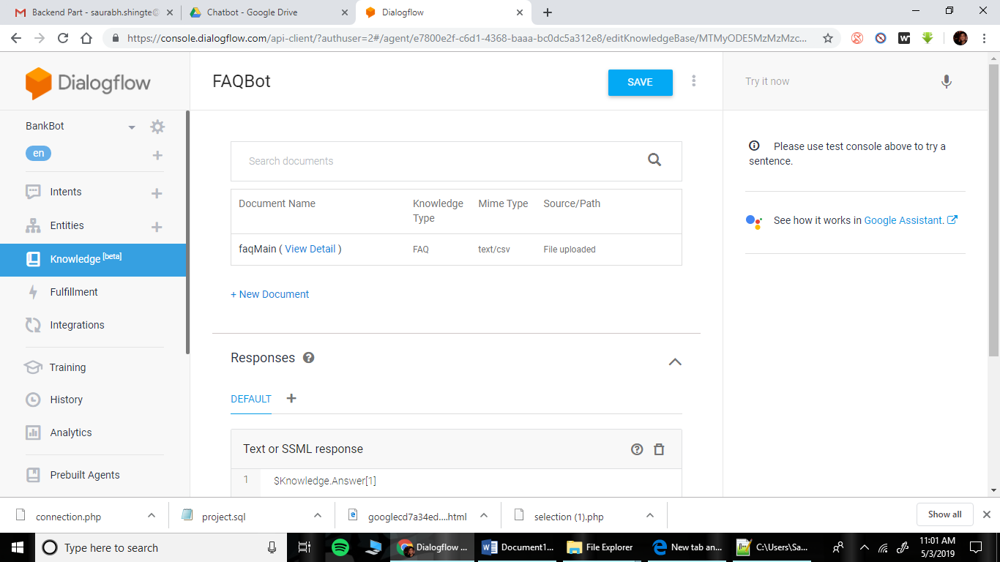 Backend Part - saurabh.shingte@
Chatbot - Google Drive
Dialogflow
https://console.dialogflow.com/api-client/?authuser=2#/agent/e7800e2f-c6d1-4368-baaa-bc0dc5a312e8/editKnowledgeBase/MTMyODE5MzMzMzc...
Dialogflow
FAQBot
SAVE
Try it now
BankBot
en
Intents
Entities
Knowledge [beta]
Fulfillment
Integrations
Training
History
Analytics
Prebuilt Agents
Search documents
Document Name Knowledge Type Mime Type Source/Path
faqMain ( View Detail ) FAQ text/csv File uploaded
+ New Document
Responses
DEFAULT
Text or SSML response
1 $Knowledge.Answer[1]
Please use test console above to try a
sentence.
See how it works in Google Assistant.
connection.php
project.sql
googlecd7a34ed....html
selection (1).php
Show all
Type here to search
Dialogflow ...
Document1...
File Explorer
New tab an...
C:\Users\Sa...
11:01 AM
5/3/2019